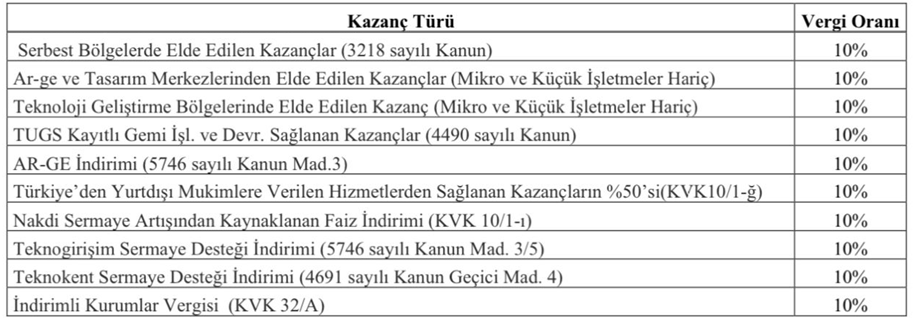 Kazanç Türü Vergi Oranı
Serbest Bölgelerde Elde Edilen Kazançlar (3218 sayılı Kanun) 10%
Ar-ge ve Tasarım Merkezlerinden Elde Edilen Kazançlar (Mikro ve Küçük İşletmeler Hariç) 10%
Teknoloji Geliştirme Bölgelerinde Elde Edilen Kazanç (Mikro ve Küçük İşletmeler Hariç) 10%
TUGS Kayıtlı Gemi İşl. ve Devr. Sağlanan Kazançlar (4490 sayılı Kanun) 10%
AR-GE İndirimi (5746 sayılı Kanun Mad.3) 10%
Türkiye’den Yurtdışı Mukimlere Verilen Hizmetlerden Sağlanan Kazançların %50’si(KVK10/1-ğ) 10%
Nakdi Sermaye Artışından Kaynaklanan Faiz İndirimi (KVK 10/1-ı) 10%
Teknogirişim Sermaye Desteği İndirimi (5746 sayılı Kanun Mad. 3/5) 10%
Teknokent Sermaye Desteği İndirimi (4691 sayılı Kanun Geçici Mad. 4) 10%
İndirimli Kurumlar Vergisi (KVK 32/A) 10%